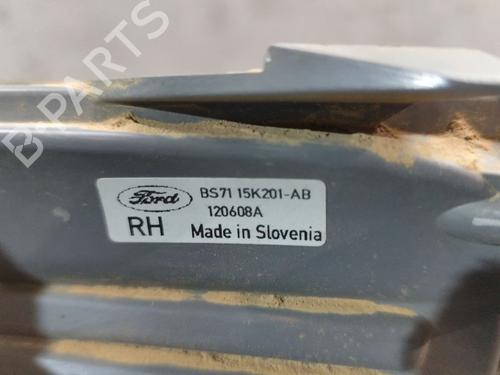 B-PARTS
Ford
BS71 15K201-AB
120608A
RH
Made in Slovenia